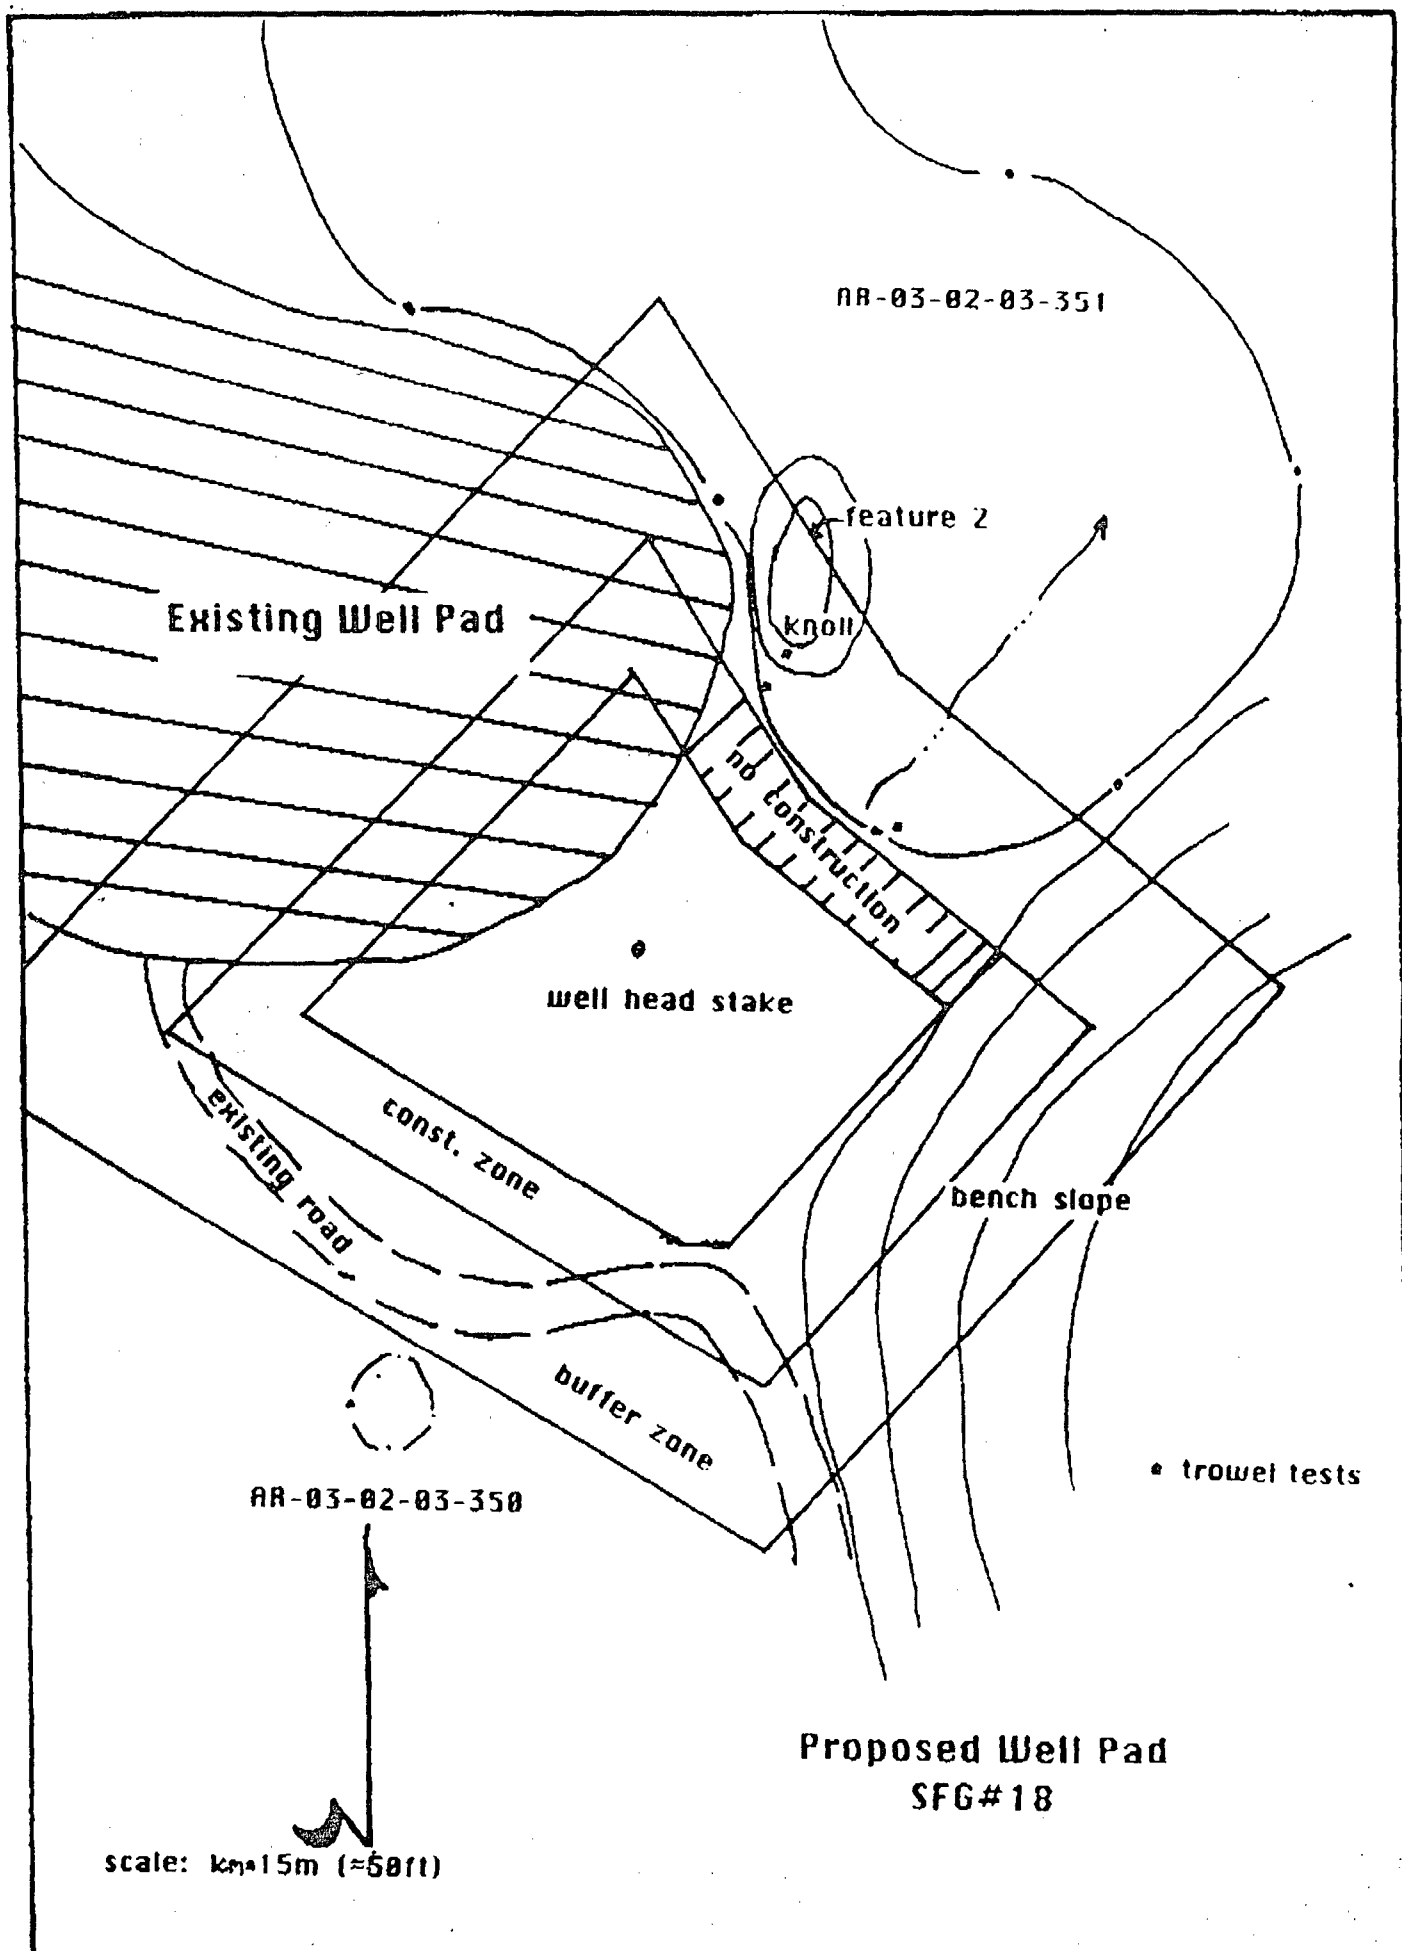 AR-03-02-03-351
feature 2
Existing Well Pad
knoll
no construction
well head stake
existing road
const. zone
bench slope
buffer zone
trowel tests
AR-03-02-03-350
Proposed Well Pad
SFG#18
scale: 15m (≈50ft)